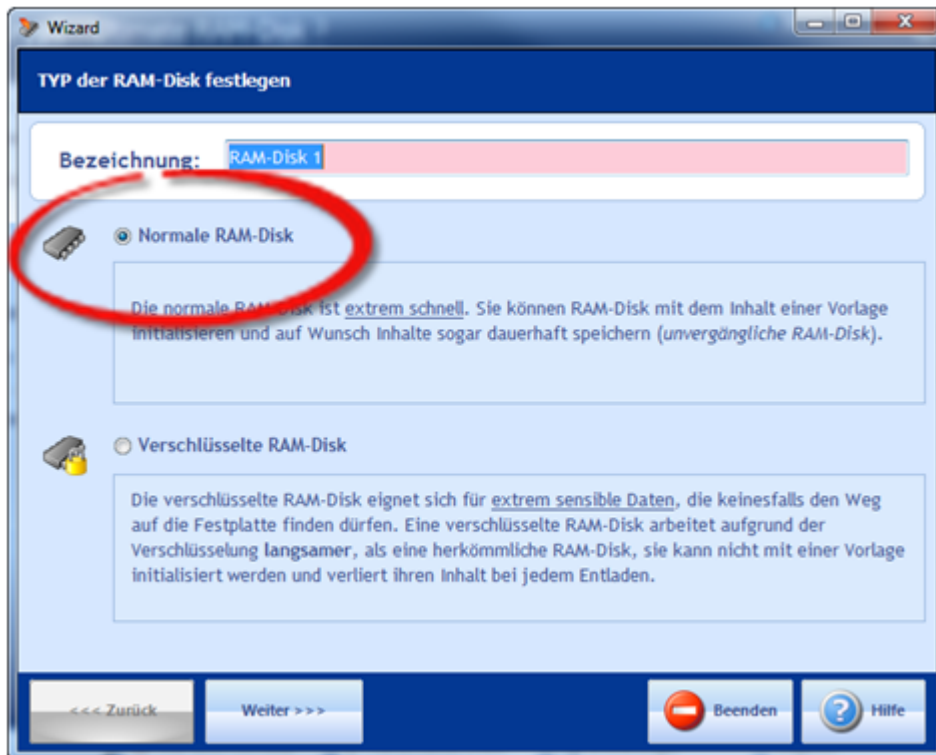 Wizard
TYP der RAM-Disk festlegen
Bezeichnung: RAM-Disk 1
Normale RAM-Disk
Die normale RAM-Disk ist extrem schnell. Sie können RAM-Disk mit dem Inhalt einer Vorlage
initialisieren und auf Wunsch Inhalte sogar dauerhaft speichern (unvergängliche RAM-Disk).
Verschlüsselte RAM-Disk
Die verschlüsselte RAM-Disk eignet sich für extrem sensible Daten, die keinesfalls den Weg
auf die Festplatte finden dürfen. Eine verschlüsselte RAM-Disk arbeitet aufgrund der
Verschlüsselung langsamer, als eine herkömmliche RAM-Disk, sie kann nicht mit einer Vorlage
initialisiert werden und verliert ihren Inhalt bei jedem Entladen.
<<< Zurück Weiter >>> Beenden Hilfe